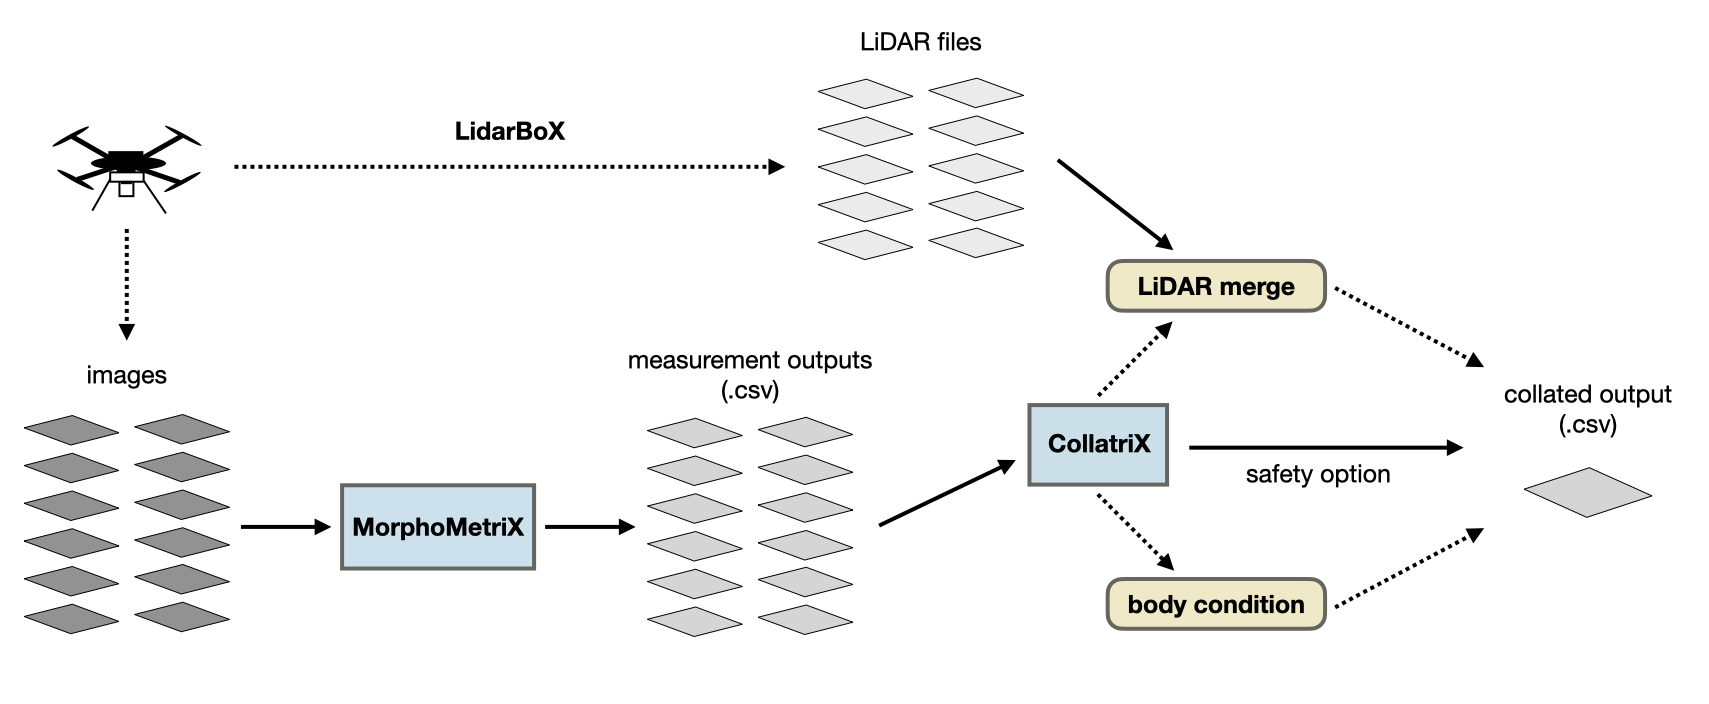 LiDAR files
LidarBoX
LiDAR merge
images
measurement outputs
(.csv)
collated output
(.csv)
CollatriX
safety option
MorphoMetriX
body condition